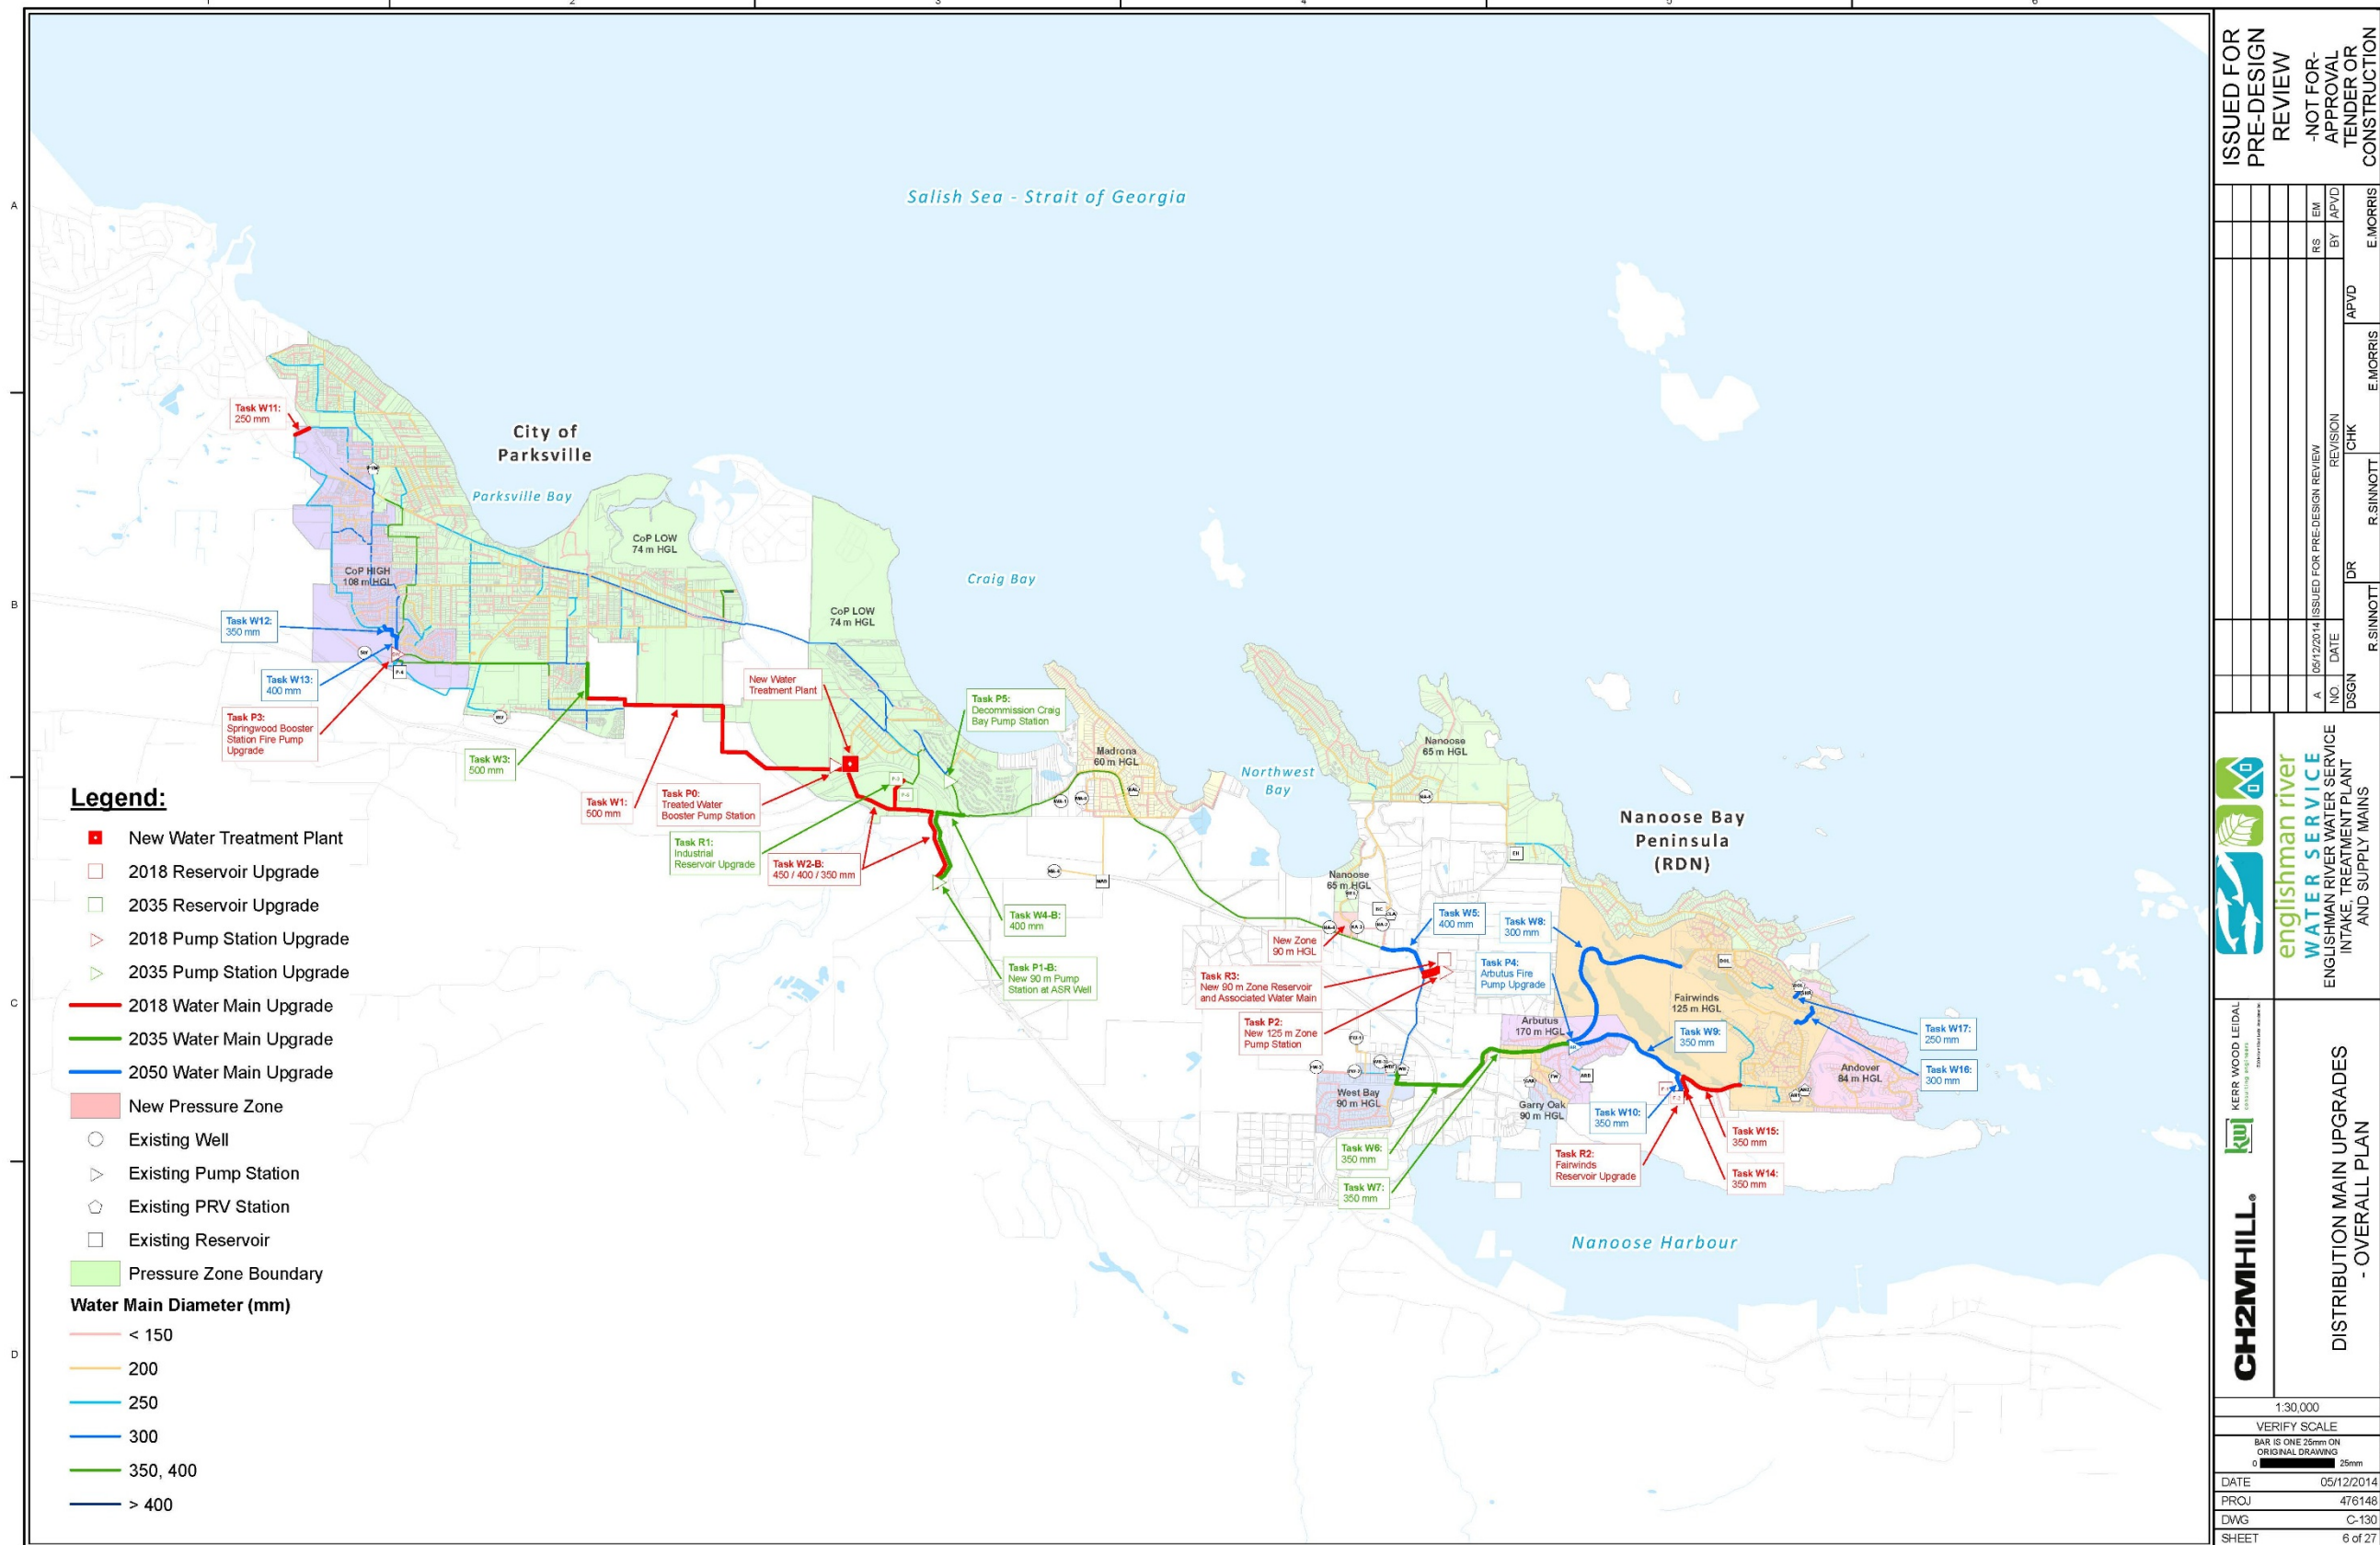 1
2
3
4
5
6
A
B
C
D
Salish Sea - Strait of Georgia
City of
Parksville
Parksville Bay
CoP LOW
74 m HGL
CoP HIGH
108 m HGL
Craig Bay
CoP LOW
74 m HGL
Madrona
60 m HGL
Northwest
Bay
Nanoose
65 m HGL
Nanoose Bay
Peninsula
(RDN)
Nanoose
65 m HGL
Fairwinds
125 m HGL
Arbutus
170 m HGL
Andover
84 m HGL
West Bay
90 m HGL
Garry Oak
90 m HGL
Nanoose Harbour
Task W11:
250 mm
Task W12:
350 mm
Task W13:
400 mm
Task P3:
Springwood Booster
Station Fire Pump
Upgrade
Task W3:
500 mm
Task W1:
500 mm
New Water
Treatment Plant
Task P0:
Treated Water
Booster Pump Station
Task R1:
Industrial
Reservoir Upgrade
Task W2-B:
450 / 400 / 350 mm
Task P5:
Decommission Craig
Bay Pump Station
Task W4-B:
400 mm
Task P1-B:
New 90 m Pump
Station at ASR Well
New Zone
90 m HGL
Task R3:
New 90 m Zone Reservoir
and Associated Water Main
Task P2:
New 125 m Zone
Pump Station
Task W5:
400 mm
Task W8:
300 mm
Task P4:
Arbutus Fire
Pump Upgrade
Task W9:
350 mm
Task W17:
250 mm
Task W16:
300 mm
Task W10:
350 mm
Task W15:
350 mm
Task R2:
Fairwinds
Reservoir Upgrade
Task W14:
350 mm
Task W6:
350 mm
Task W7:
350 mm
Legend:
New Water Treatment Plant
2018 Reservoir Upgrade
2035 Reservoir Upgrade
2018 Pump Station Upgrade
2035 Pump Station Upgrade
2018 Water Main Upgrade
2035 Water Main Upgrade
2050 Water Main Upgrade
New Pressure Zone
Existing Well
Existing Pump Station
Existing PRV Station
Existing Reservoir
Pressure Zone Boundary
Water Main Diameter (mm)
< 150
200
250
300
350, 400
> 400
ISSUED FOR
PRE-DESIGN
REVIEW
-NOT FOR-
APPROVAL
TENDER OR
CONSTRUCTION
A 05/12/2014 ISSUED FOR PRE-DESIGN REVIEW RS EM
NO. DATE REVISION BY APVD
DSGN DR CHK APVD
R.SINNOTT R.SINNOTT E.MORRIS E.MORRIS
englishman river
WATER SERVICE
ENGLISHMAN RIVER WATER SERVICE
INTAKE, TREATMENT PLANT
AND SUPPLY MAINS
kwl KERR WOOD LEIDAL
consulting engineers
CH2MHILL®
DISTRIBUTION MAIN UPGRADES
- OVERALL PLAN
1:30,000
VERIFY SCALE
BAR IS ONE 25mm ON
ORIGINAL DRAWING
0 25mm
DATE 05/12/2014
PROJ 476148
DWG C-130
SHEET 6 of 27